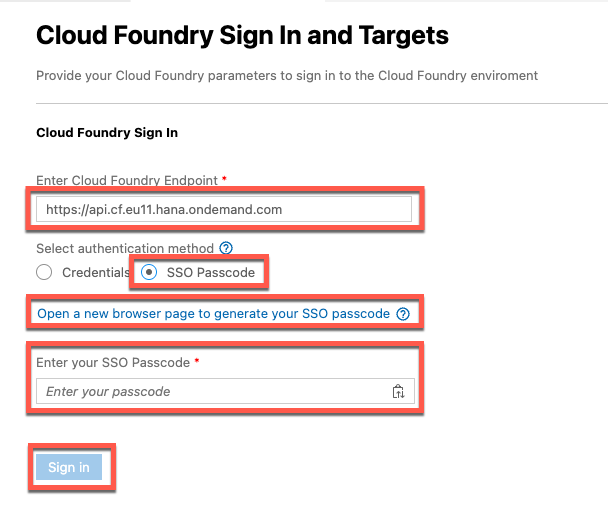 Cloud Foundry Sign In and Targets
Provide your Cloud Foundry parameters to sign in to the Cloud Foundry enviroment
Cloud Foundry Sign In
Enter Cloud Foundry Endpoint *
https://api.cf.eu11.hana.ondemand.com
Select authentication method ?
Credentials SSO Passcode
Open a new browser page to generate your SSO passcode ?
Enter your SSO Passcode *
Enter your passcode
Sign in